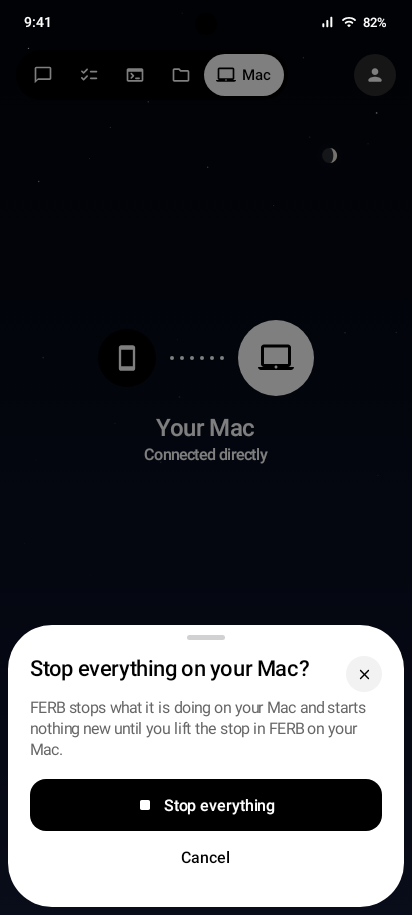 9:41
82%
Mac
Your Mac
Connected directly
Stop everything on your Mac?
FERB stops what it is doing on your Mac and starts
nothing new until you lift the stop in FERB on your
Mac.
Stop everything
Cancel